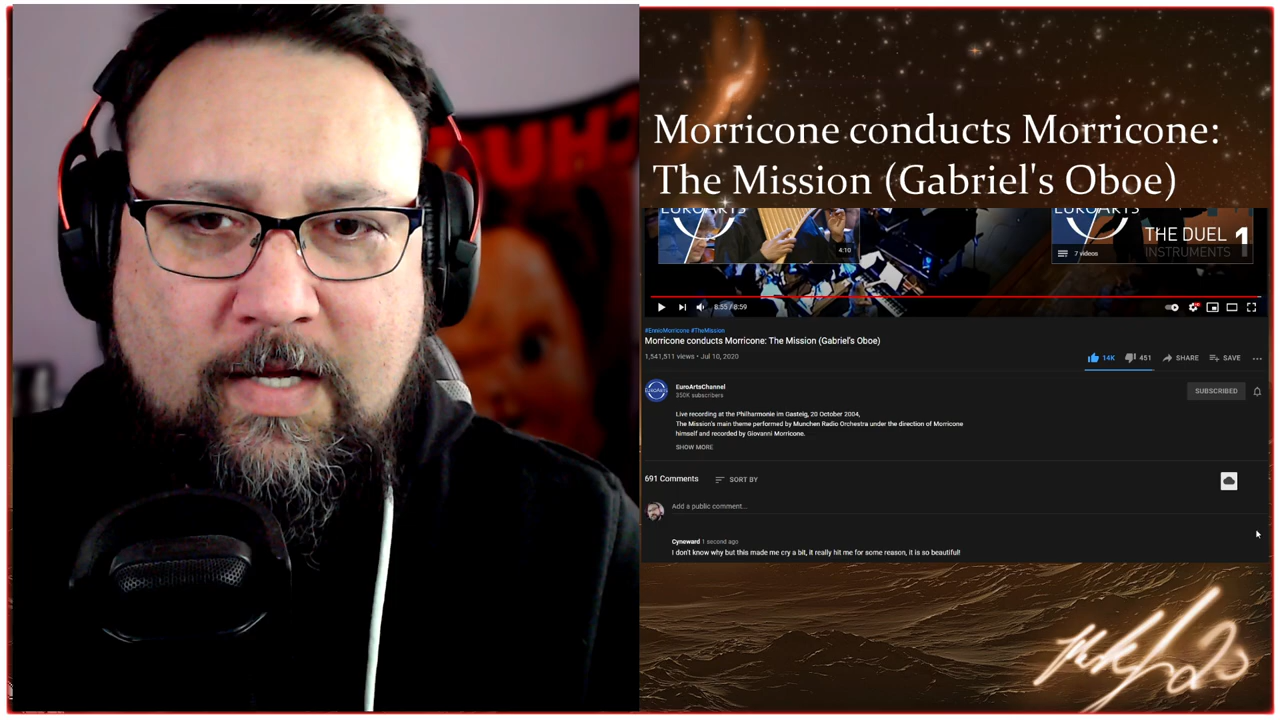 CHU
Morricone conducts Morricone:
The Mission (Gabriel's Oboe)
EUROARTS
4:10
EUROARTS
THE DUEL 1
7 videos
INSTRUMENTS
8:55 / 8:59
#EnnioMorricone #TheMission
Morricone conducts Morricone: The Mission (Gabriel's Oboe)
1,541,511 views • Jul 10, 2020
14K 451 SHARE SAVE
EuroArtsChannel
350K subscribers
SUBSCRIBED
Live recording at the Philharmonie im Gasteig, 20 October 2004,
The Mission's main theme performed by Munchen Radio Orchestra under the direction of Morricone
himself and recorded by Giovanni Morricone.
SHOW MORE
691 Comments SORT BY
Add a public comment...
Cyneward 1 second ago
I don't know why but this made me cry a bit, it really hit me for some reason, it is so beautiful!